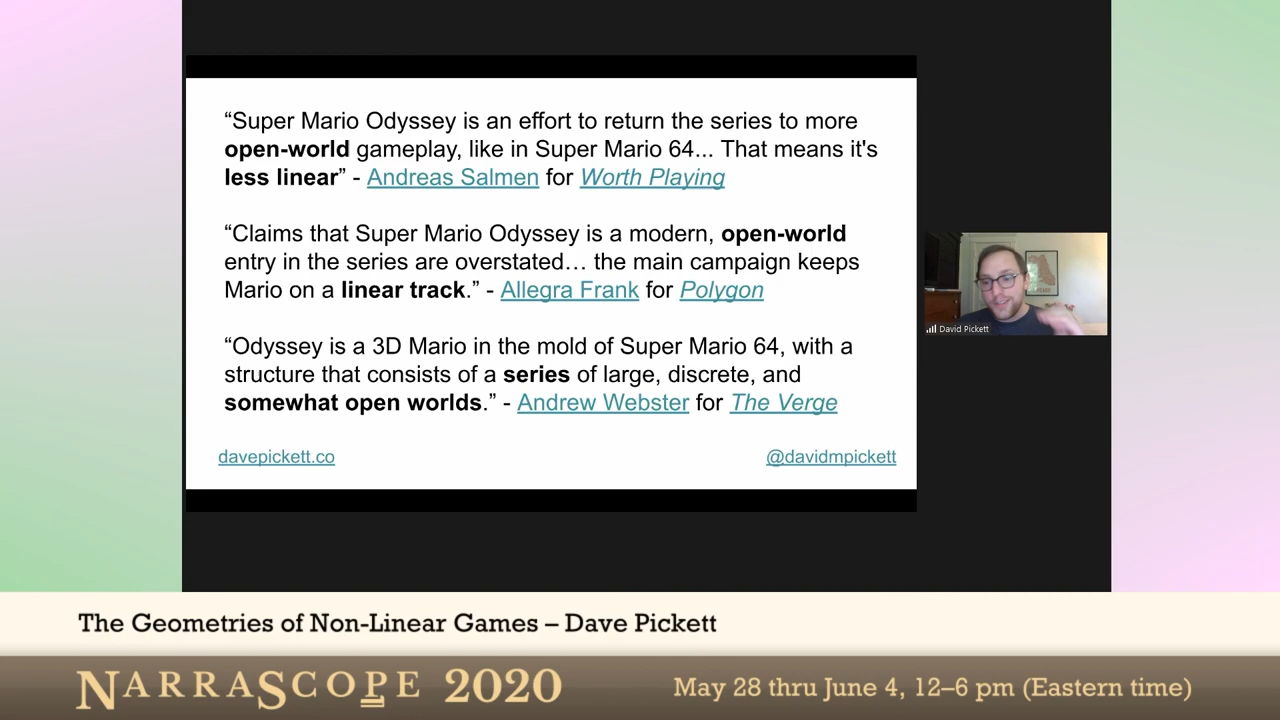 “Super Mario Odyssey is an effort to return the series to more
open-world gameplay, like in Super Mario 64... That means it's
less linear” - Andreas Salmen for Worth Playing
“Claims that Super Mario Odyssey is a modern, open-world
entry in the series are overstated… the main campaign keeps
Mario on a linear track.” - Allegra Frank for Polygon
“Odyssey is a 3D Mario in the mold of Super Mario 64, with a
structure that consists of a series of large, discrete, and
somewhat open worlds.” - Andrew Webster for The Verge
davepickett.co
@davidmpickett
David Pickett
The Geometries of Non-Linear Games – Dave Pickett
NARRASCOPE 2020
May 28 thru June 4, 12–6 pm (Eastern time)